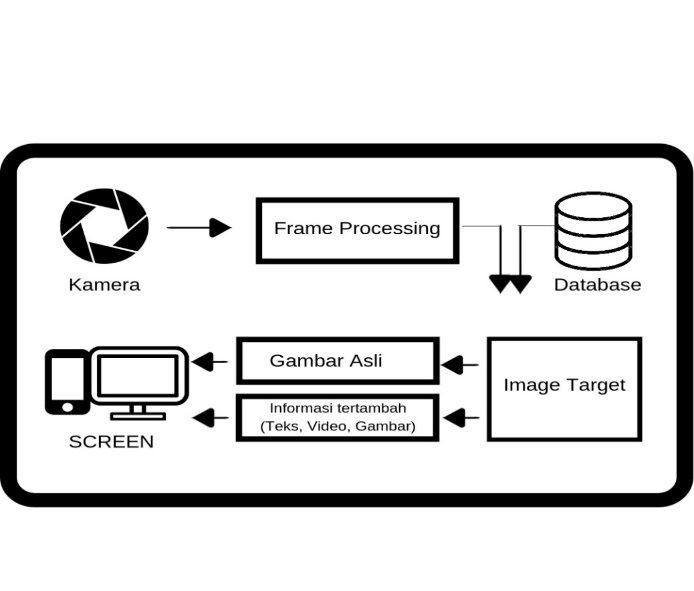 Frame Processing
Kamera
Database
Gambar Asli
Image Target
Informasi tertambah
(Teks, Video, Gambar)
SCREEN